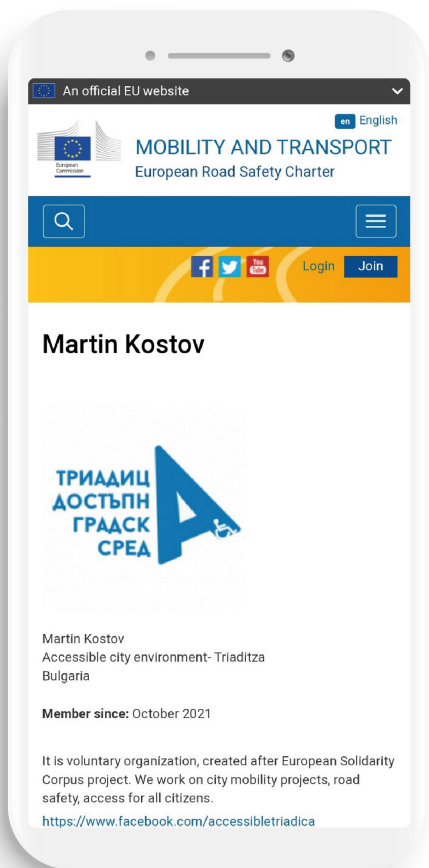 An official EU website
en English
European
Commission
MOBILITY AND TRANSPORT
European Road Safety Charter
f You
Tube
Login Join
Martin Kostov
ТРИАДИЦ
ДОСТЪПН
ГРАДСК
СРЕД А
Martin Kostov
Accessible city environment- Triaditza
Bulgaria
Member since: October 2021
It is voluntary organization, created after European Solidarity
Corpus project. We work on city mobility projects, road
safety, access for all citizens.
https://www.facebook.com/accessibletriadica